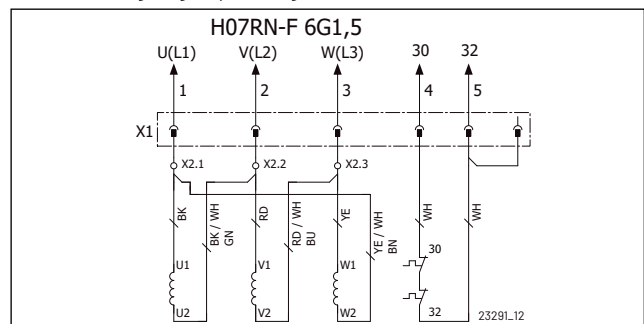 H07RN-F 6G1,5
U(L1) V(L2) W(L3) 30 32
1 2 3 4 5
X1
X2.1 X2.2 X2.3
BK BK / WH GN RD RD / WH BU YE YE / WH BN WH WH
U1 V1 W1 30
U2 V2 W2 32
23291_12